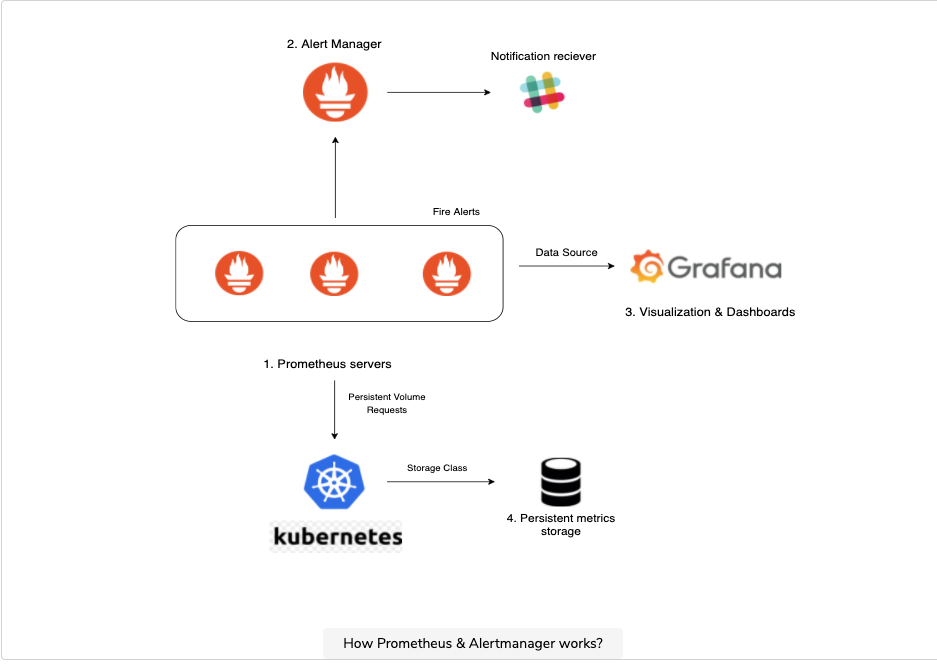 2. Alert Manager
Notification reciever
Fire Alerts
Data Source
Grafana
3. Visualization & Dashboards
1. Prometheus servers
Persistent Volume
Requests
Storage Class
kubernetes
4. Persistent metrics
storage
How Prometheus & Alertmanager works?